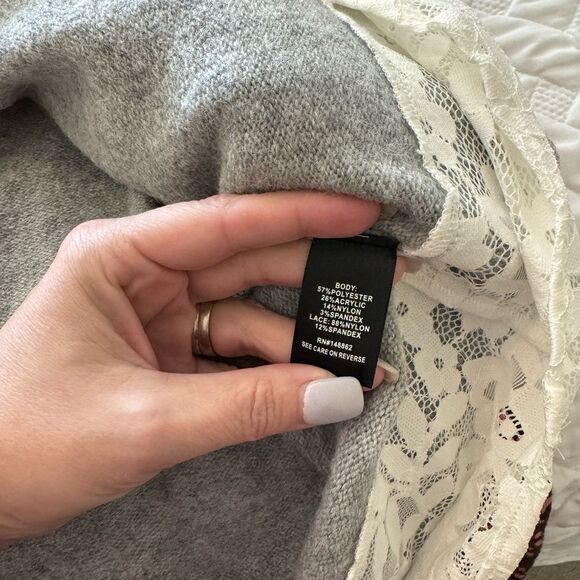 BODY:
57%POLYESTER
26%ACRYLIC
14%NYLON
3%SPANDEX
LACE: 88%NYLON
12%SPANDEX
RN#148862
SEE CARE ON REVERSE